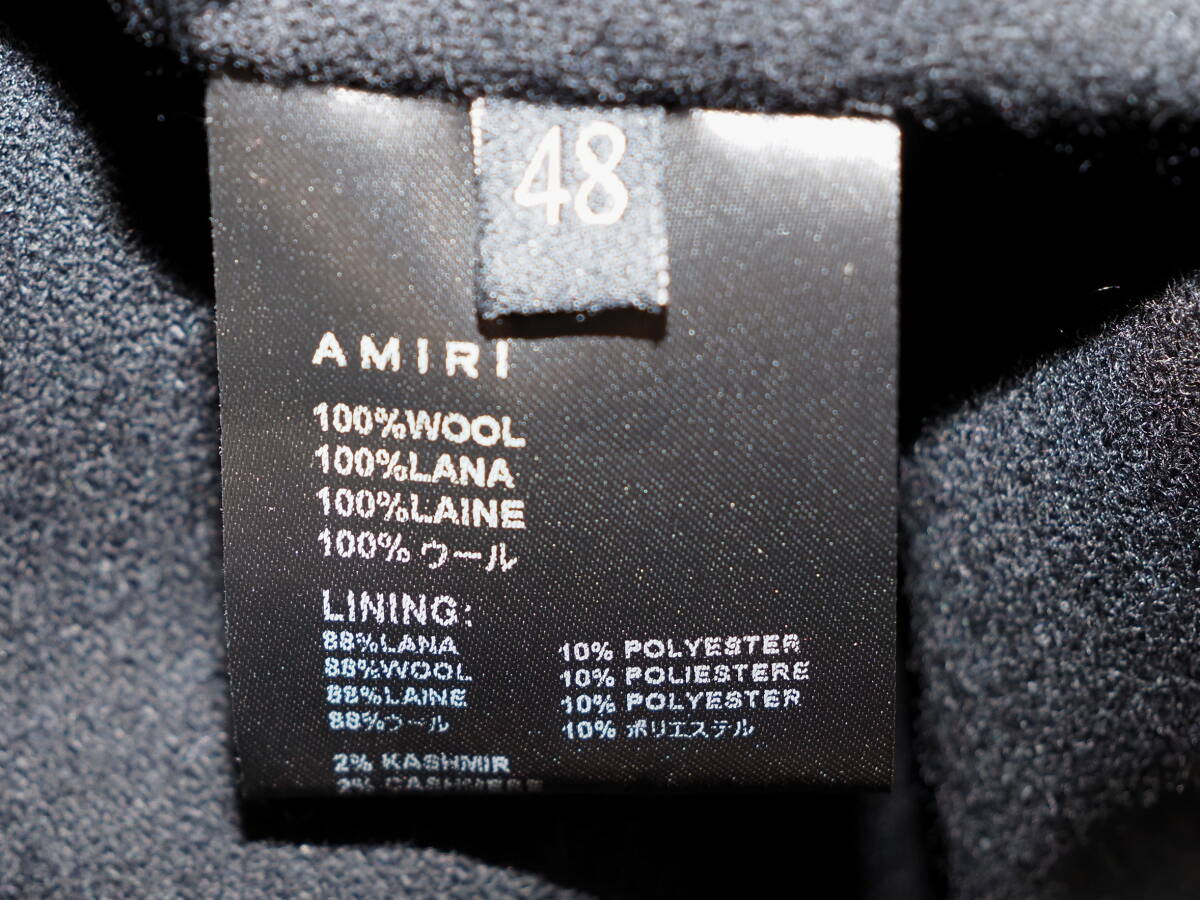 48
AMIRI
100%WOOL
100%LANA
100%LAINE
100% ウール
LINING:
88%LANA
88%WOOL
88%LAINE
88%ウール
10% POLYESTER
10% POLIESTERE
10% POLYESTER
10% ポリエステル
2% KASHMIR
2% CASHMERE